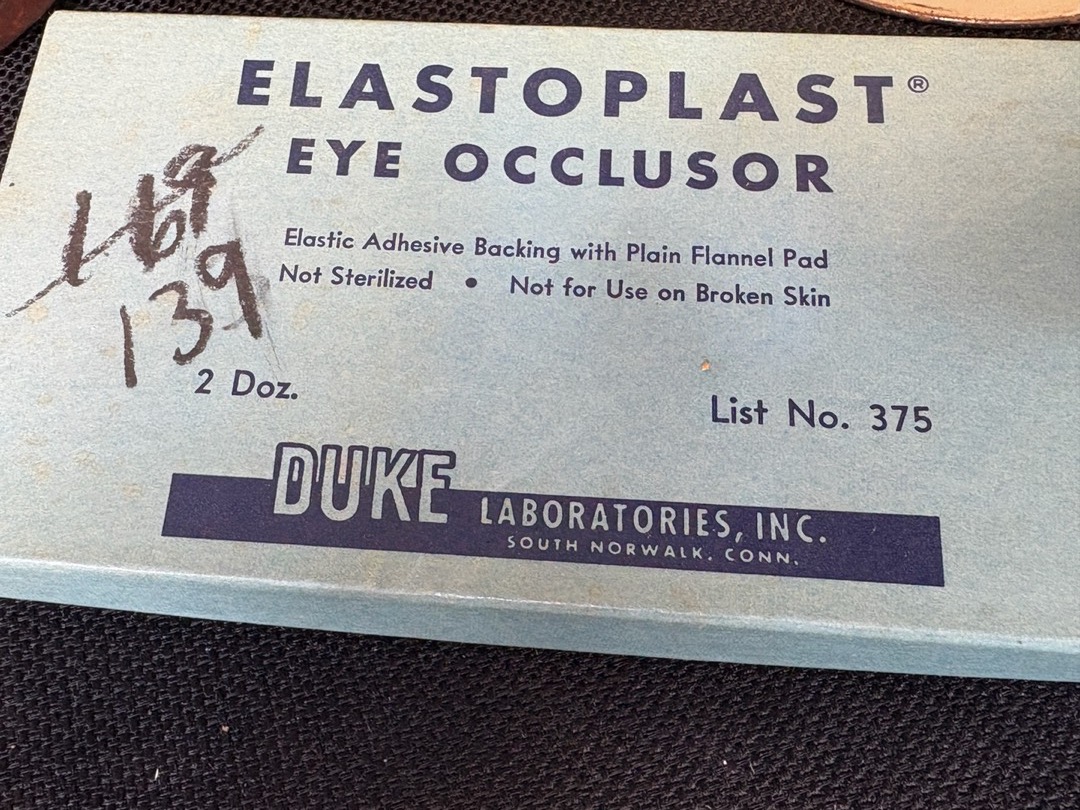 ELASTOPLAST®
EYE OCCLUSOR
169
139
Elastic Adhesive Backing with Plain Flannel Pad
Not Sterilized • Not for Use on Broken Skin
2 Doz.
List No. 375
DUKE LABORATORIES, INC.
SOUTH NORWALK. CONN.